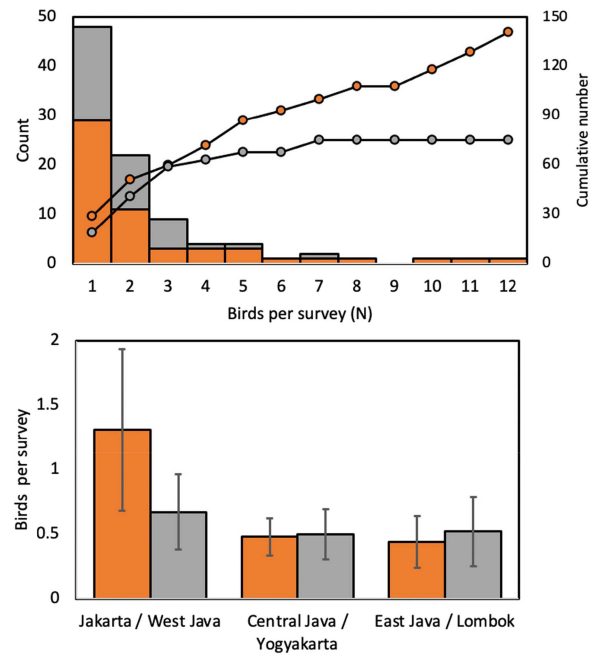 50
40
30
20
10
0
Count
150
120
90
60
30
0
Cumulative number
1 2 3 4 5 6 7 8 9 10 11 12
Birds per survey (N)
2
1.5
1
0.5
0
Birds per survey
Jakarta / West Java
Central Java /
Yogyakarta
East Java / Lombok